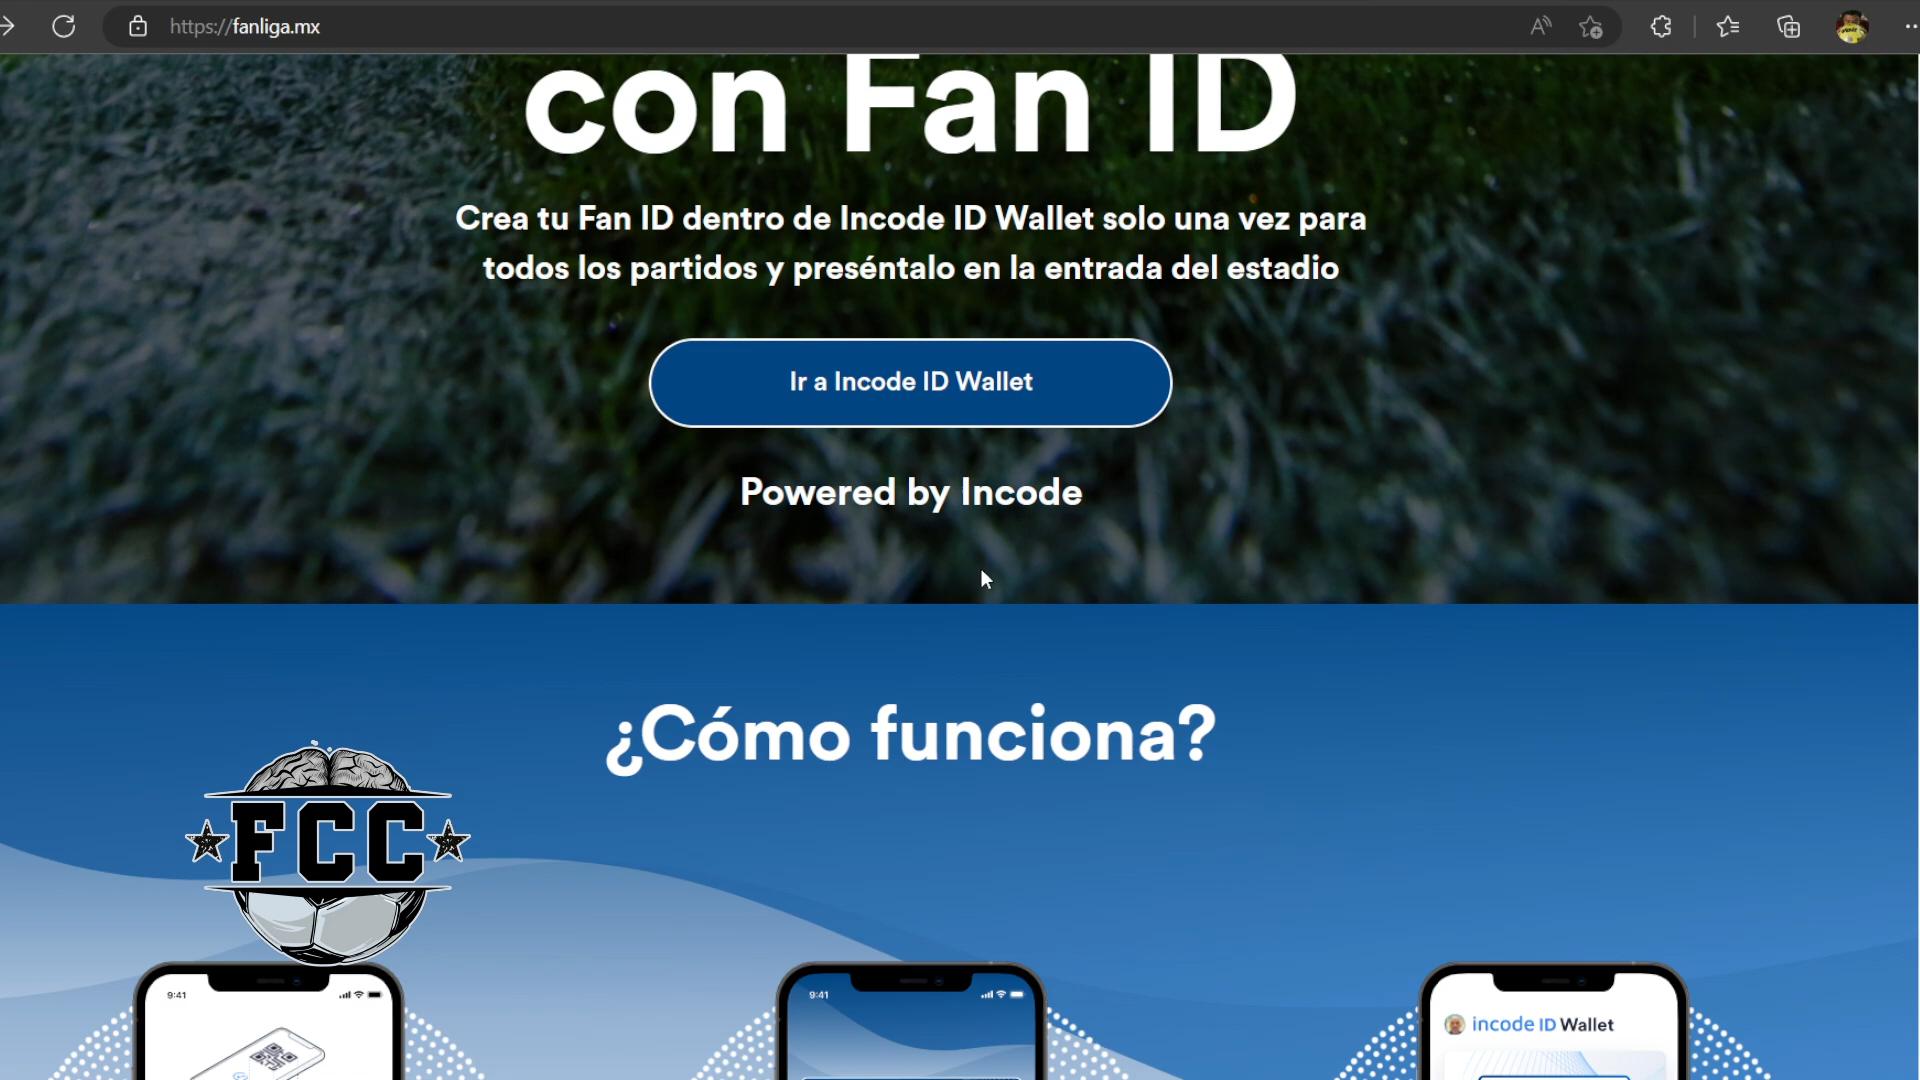 https://fanliga.mx
con Fan ID
Crea tu Fan ID dentro de Incode ID Wallet solo una vez para
todos los partidos y preséntalo en la entrada del estadio
Ir a Incode ID Wallet
Powered by Incode
¿Cómo funciona?
FCC
9:41
9:41
incode ID Wallet